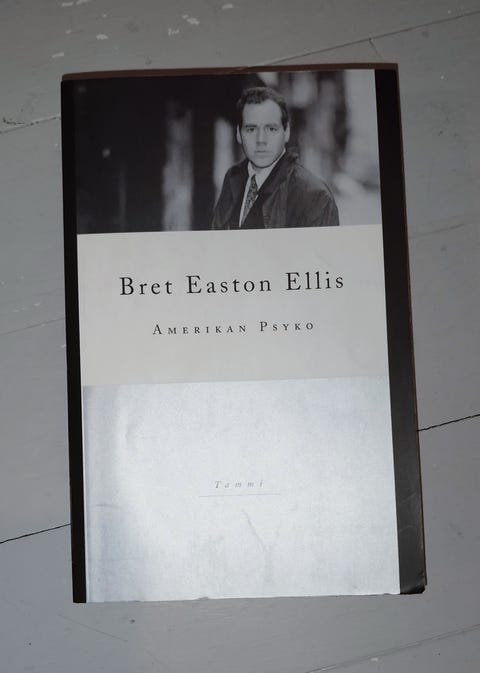 Bret Easton Ellis
Amerikan Psyko
Tammi